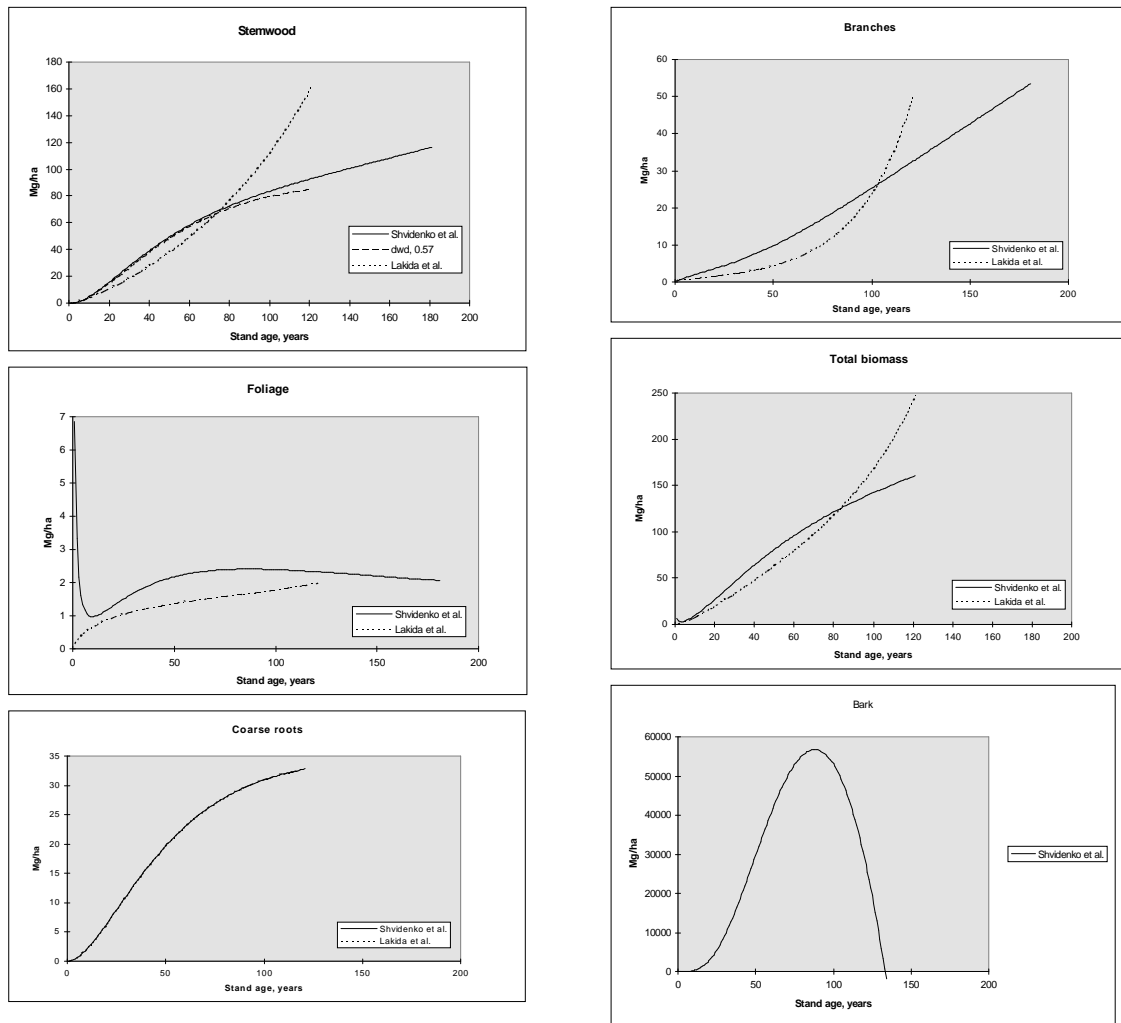 Stemwood
180
160
140
120
100
80
60
40
20
0
Mg/ha
0 20 40 60 80 100 120 140 160 180 200
Stand age, years
Shvidenko et al.
dwd, 0.57
Lakida et al.
Branches
60
50
40
30
20
10
0
Mg/ha
0 50 100 150 200
Stand age, years
Shvidenko et al.
Lakida et al.
Foliage
7
6
5
4
3
2
1
0
Mg/ha
0 50 100 150 200
Stand age, years
Shvidenko et al.
Lakida et al.
Total biomass
250
200
150
100
50
0
Mg/ha
0 20 40 60 80 100 120 140 160 180 200
Stand age, years
Shvidenko et al.
Lakida et al.
Coarse roots
35
30
25
20
15
10
5
0
Mg/ha
0 50 100 150 200
Stand age, years
Shvidenko et al.
Lakida et al.
Bark
60000
50000
40000
30000
20000
10000
0
Mg/ha
0 50 100 150 200
Stand age, years
Shvidenko et al.